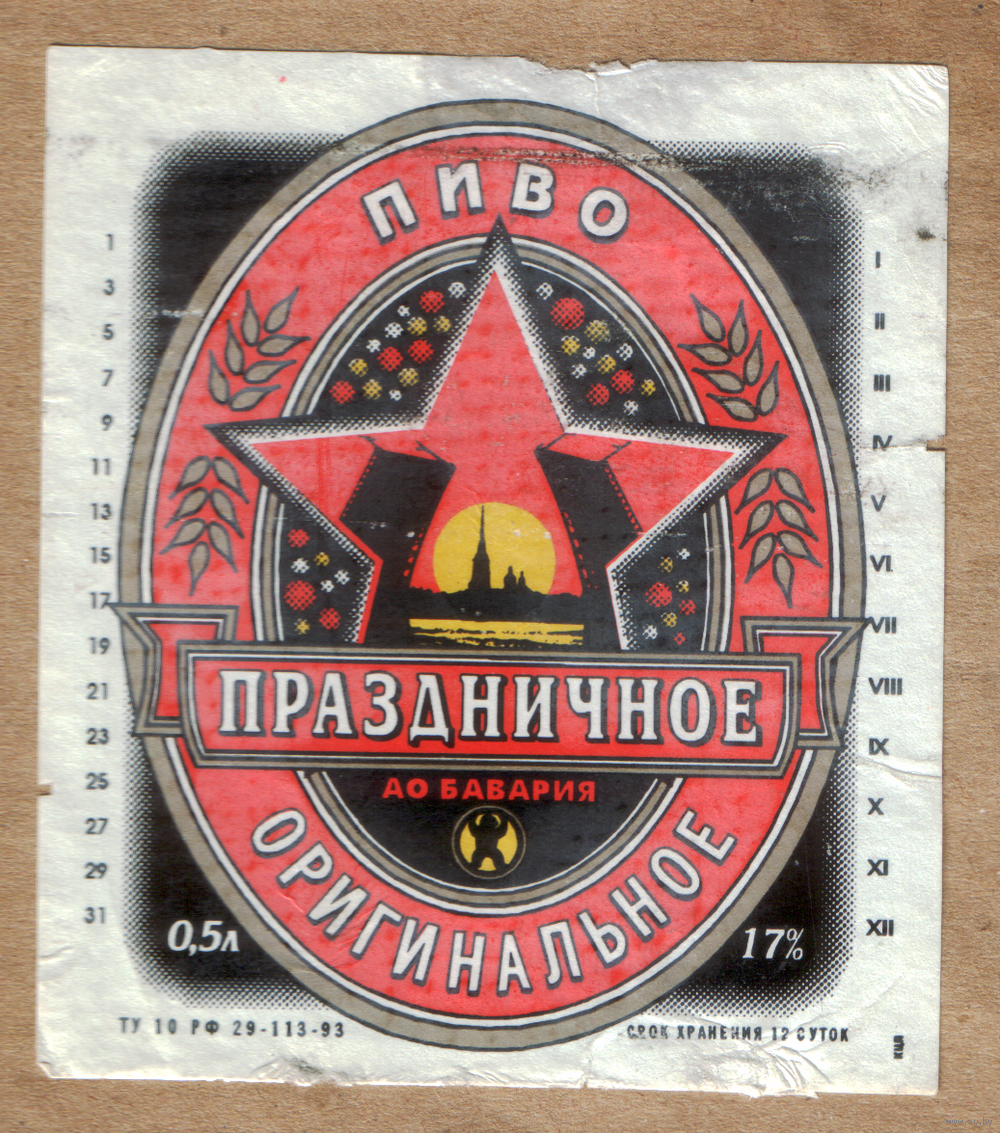 ПИВО
1
3
5
7
9
11
13
15
17
19
21
23
25
27
29
31
I
II
III
IV
V
VI
VII
VIII
IX
X
XI
XII
ПРАЗДНИЧНОЕ
АО БАВАРИЯ
ОРИГИНАЛЬНОЕ
0,5л
17%
ТУ 10 РФ 29-113-93
СРОК ХРАНЕНИЯ 12 СУТОК